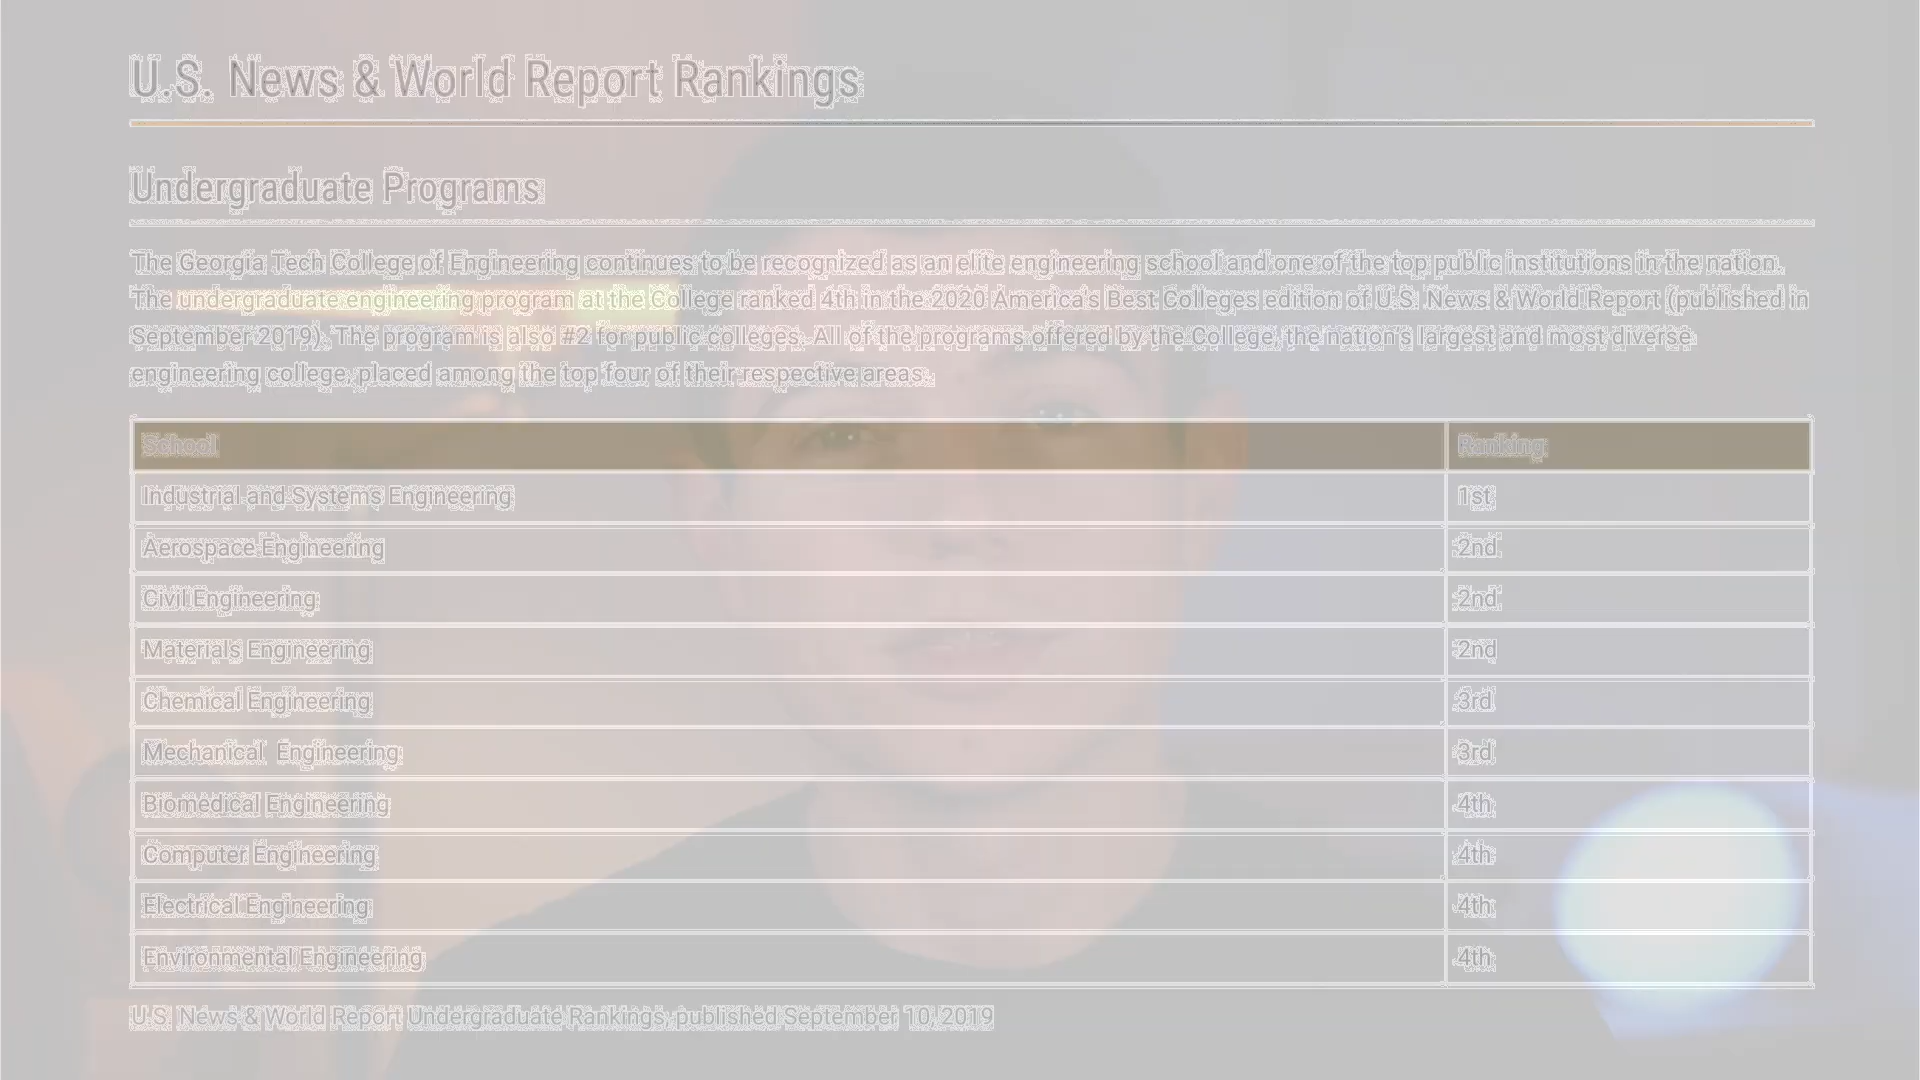 U.S. News & World Report Rankings
Undergraduate Programs
The Georgia Tech College of Engineering continues to be recognized as an elite engineering school and one of the top public institutions in the nation.
The undergraduate engineering program at the College ranked 4th in the 2020 America's Best Colleges edition of U.S. News & World Report (published in
September 2019). The program is also #2 for public colleges. All of the programs offered by the College, the nation's largest and most diverse
engineering college, placed among the top four of their respective areas.
School Ranking
Industrial and Systems Engineering 1st
Aerospace Engineering 2nd
Civil Engineering 2nd
Materials Engineering 2nd
Chemical Engineering 3rd
Mechanical Engineering 3rd
Biomedical Engineering 4th
Computer Engineering 4th
Electrical Engineering 4th
Environmental Engineering 4th
U.S. News & World Report Undergraduate Rankings, published September 10, 2019